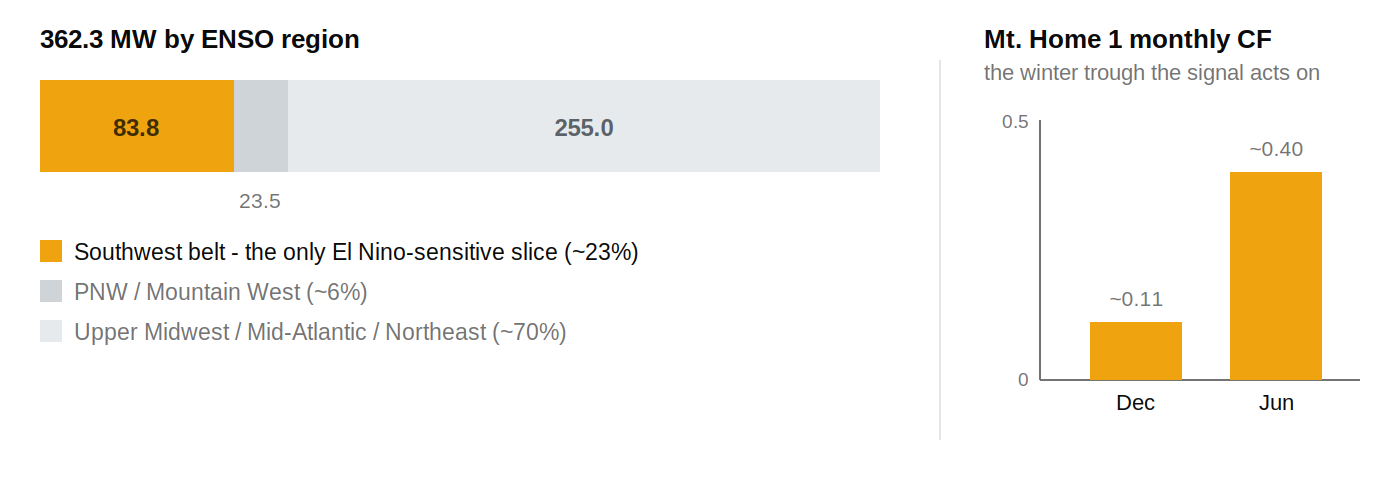 362.3 MW by ENSO region
83.8
255.0
23.5
Southwest belt - the only El Nino-sensitive slice (~23%)
PNW / Mountain West (~6%)
Upper Midwest / Mid-Atlantic / Northeast (~70%)
Mt. Home 1 monthly CF
the winter trough the signal acts on
0.5
~0.40
~0.11
0
Dec
Jun